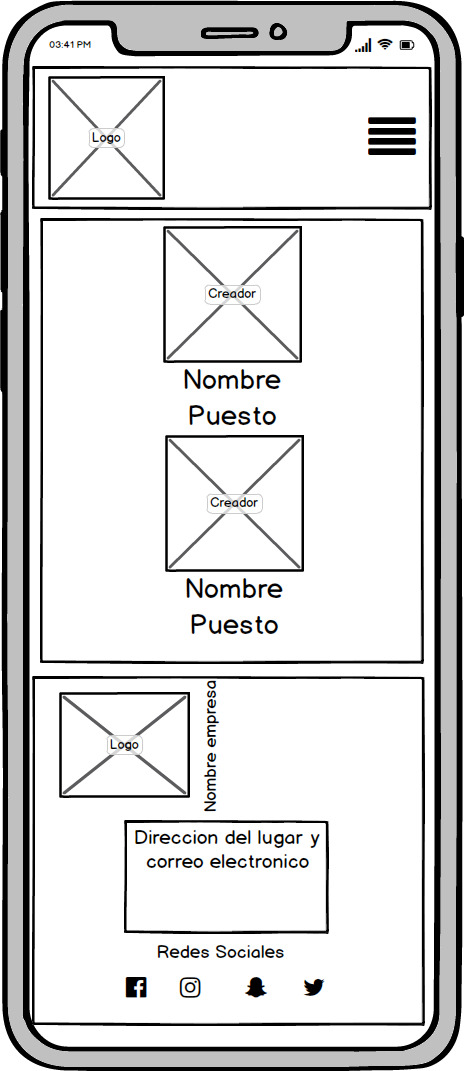 03:41 PM
Logo
Creador
Nombre
Puesto
Creador
Nombre
Puesto
Logo
Nombre empresa
Direccion del lugar y
correo electronico
Redes Sociales